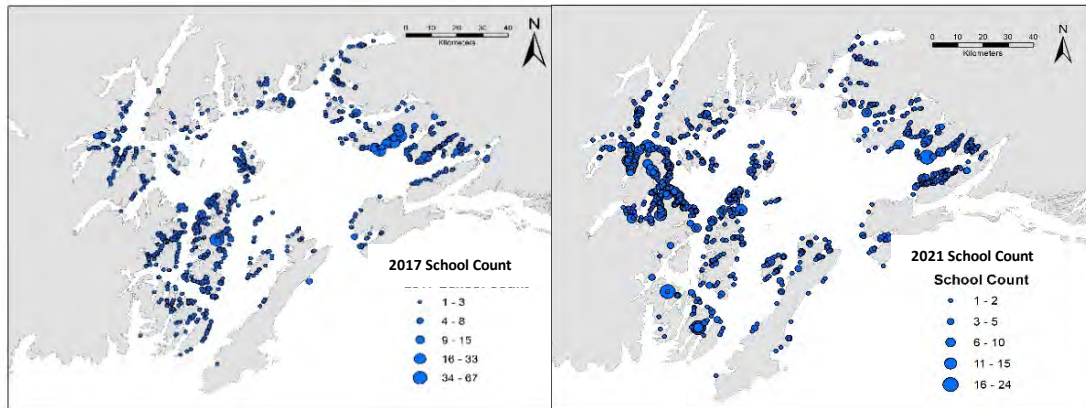 N
0 10 20 30 40
Kilometers
2017 School Count
1 - 3
4 - 8
9 - 15
16 - 33
34 - 67
N
0 10 20 30 40
Kilometers
2021 School Count
School Count
1 - 2
3 - 5
6 - 10
11 - 15
16 - 24